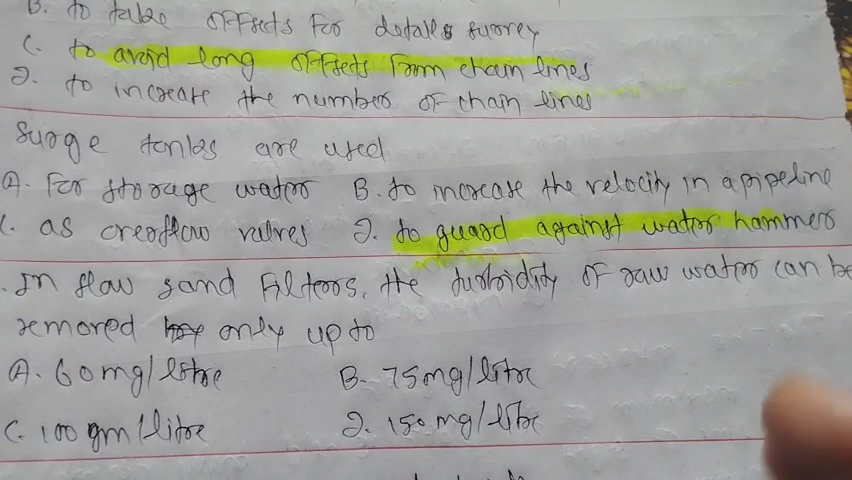 B. to take offsets for details survey
C. to avoid long offsets from chain lines
D. to increase the number of chain lines
Surge tanks are used
A. For storage water B. to increase the velocity in a pipeline
C. as overflow valves D. to guard against water hammer
In slow sand Filters, the turbidity of raw water can be
removed only up to
A. 60 mg/litre B. 75 mg/litre
C. 100 gm/litre D. 150 mg/litre